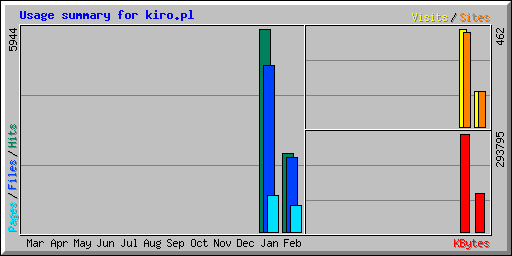 Usage summary for kiro.pl
Visits / Sites
5944
462
Pages / Files / Hits
293795
Mar Apr May Jun Jul Aug Sep Oct Nov Dec Jan Feb
KBytes